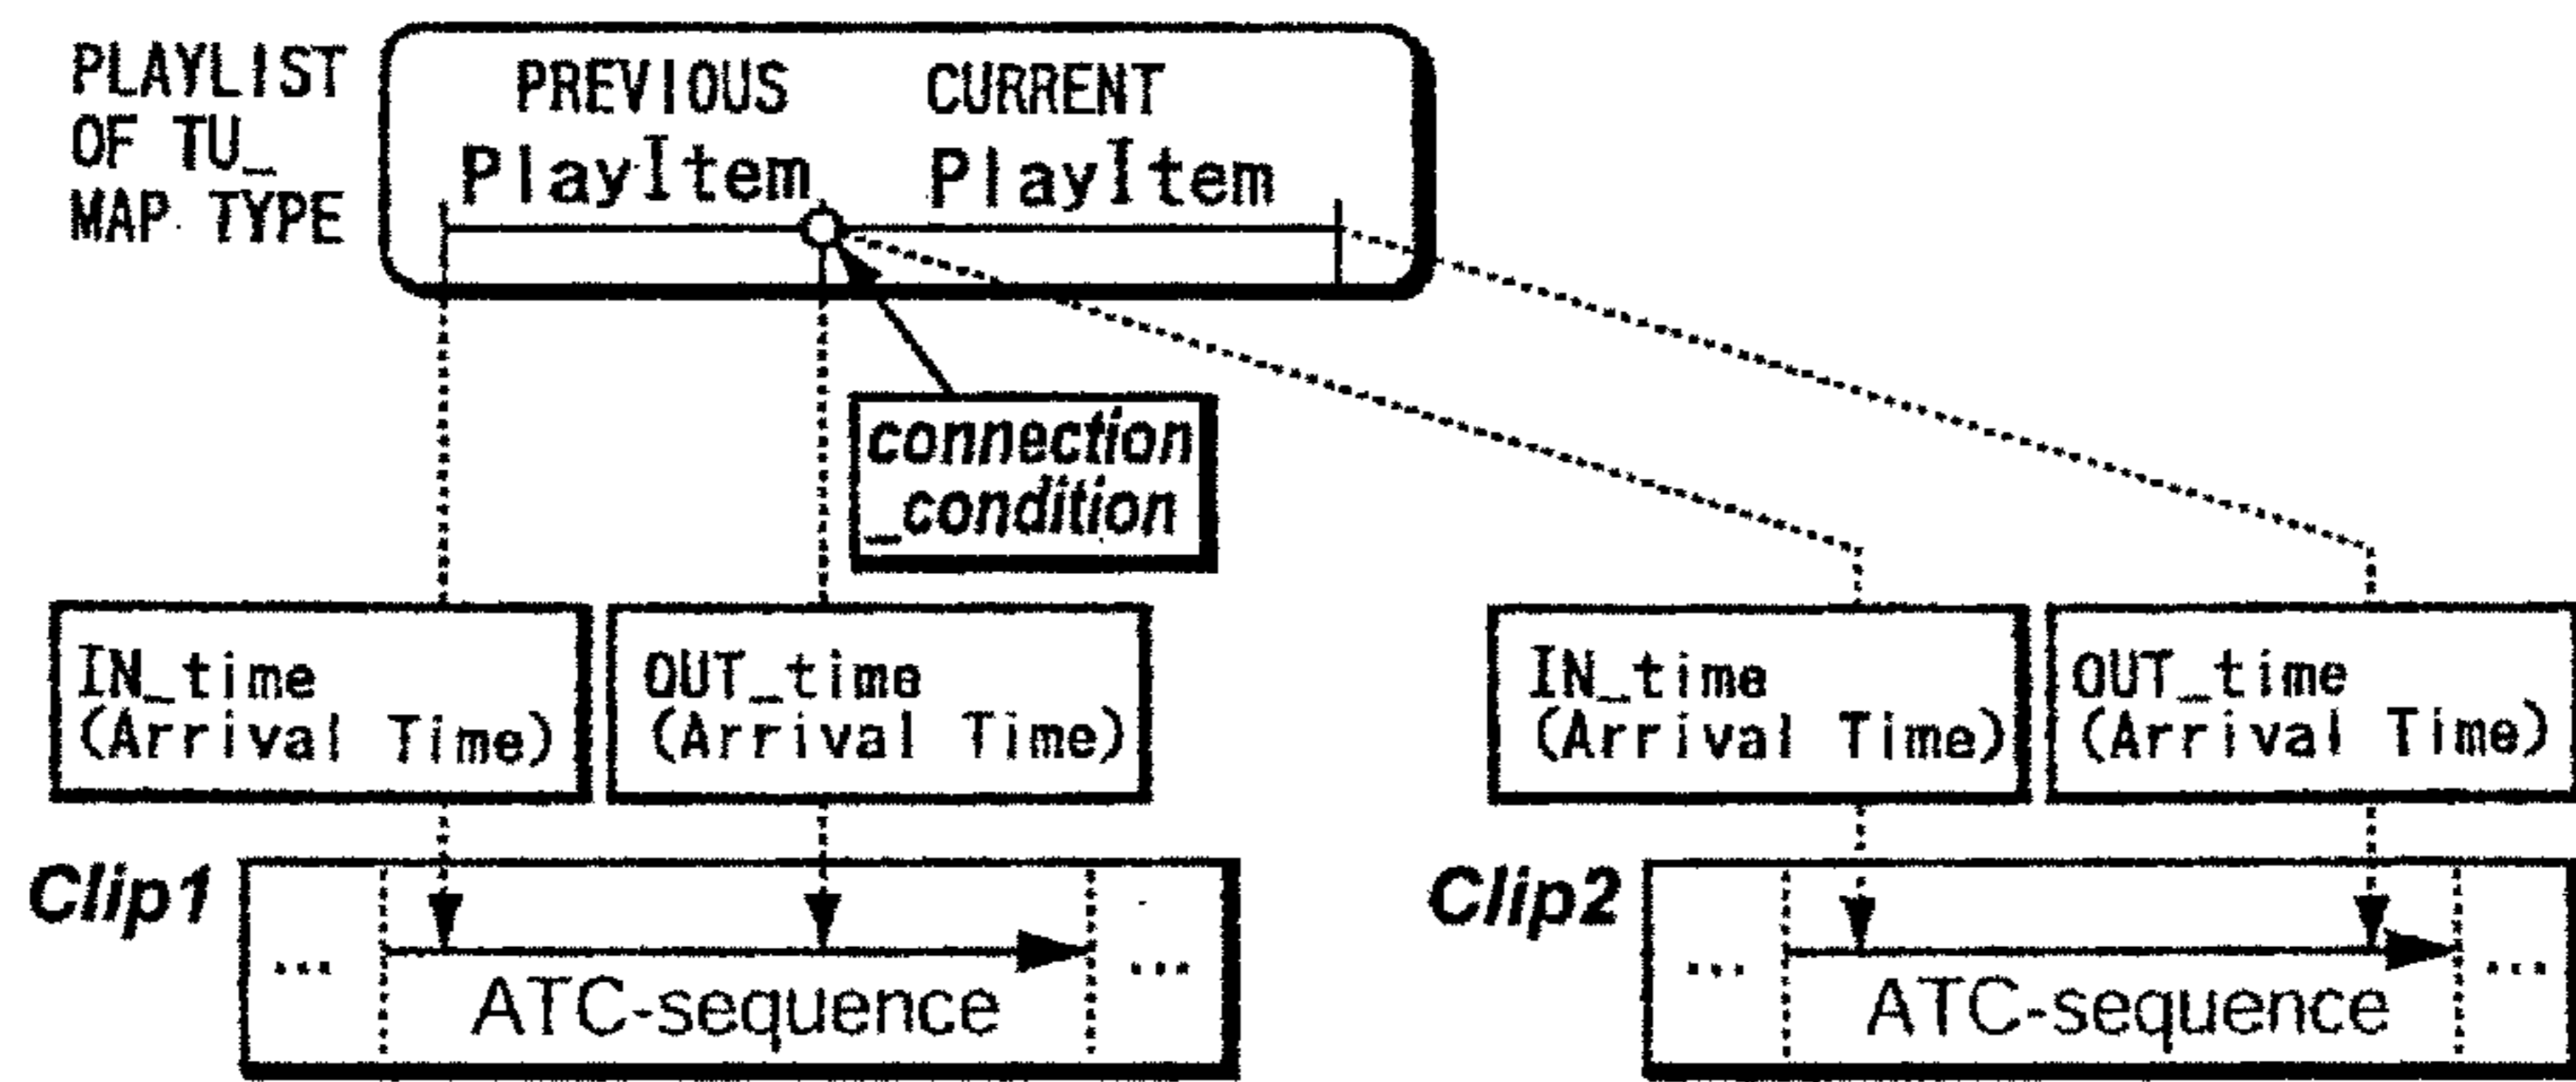 PLAYLIST
OF TU_
MAP TYPE
PREVIOUS
PlayItem
CURRENT
PlayItem
connection
_condition
IN_time
(Arrival Time)
OUT_time
(Arrival Time)
IN_time
(Arrival Time)
OUT_time
(Arrival Time)
Clip1
...
ATC-sequence
...
Clip2
...
ATC-sequence
...